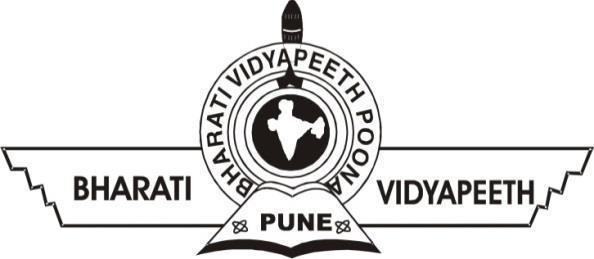 BHARATI VIDYAPEETH POONA
BHARATI VIDYAPEETH
PUNE